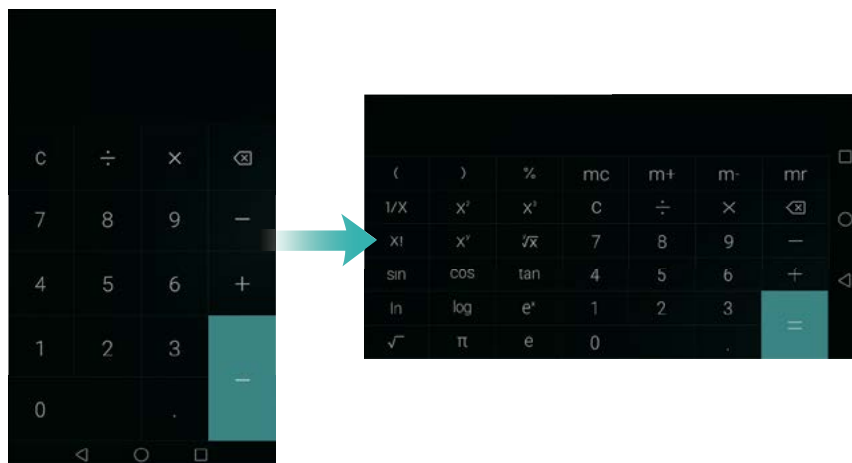 C ÷ ×
7 8 9 −
4 5 6 +
1 2 3 −
0 .
( ) % mc m+ m- mr
1/X X² X³ C ÷ ×
X! Xʸ ʸ√x 7 8 9 −
sin cos tan 4 5 6 +
ln log eˣ 1 2 3 =
√ π e 0 .